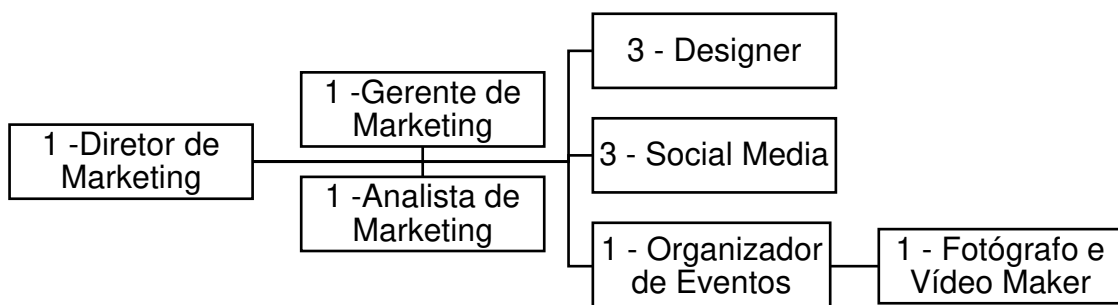 1 -Diretor de
Marketing
1 -Gerente de
Marketing
1 -Analista de
Marketing
3 - Designer
3 - Social Media
1 - Organizador
de Eventos
1 - Fotógrafo e
Vídeo Maker